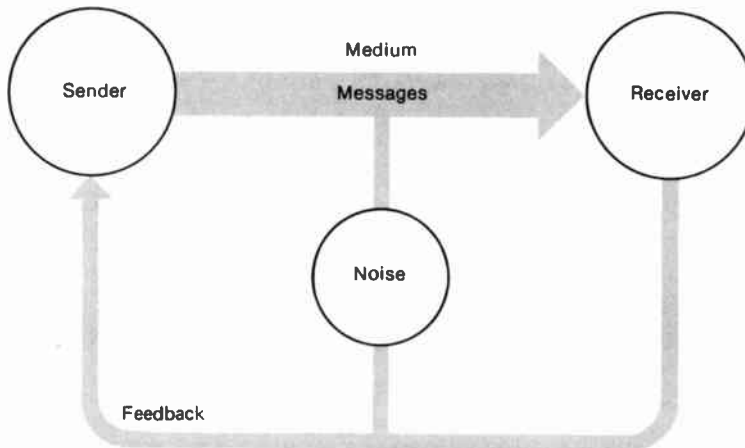 Medium
Sender
Messages
Receiver
Noise
Feedback